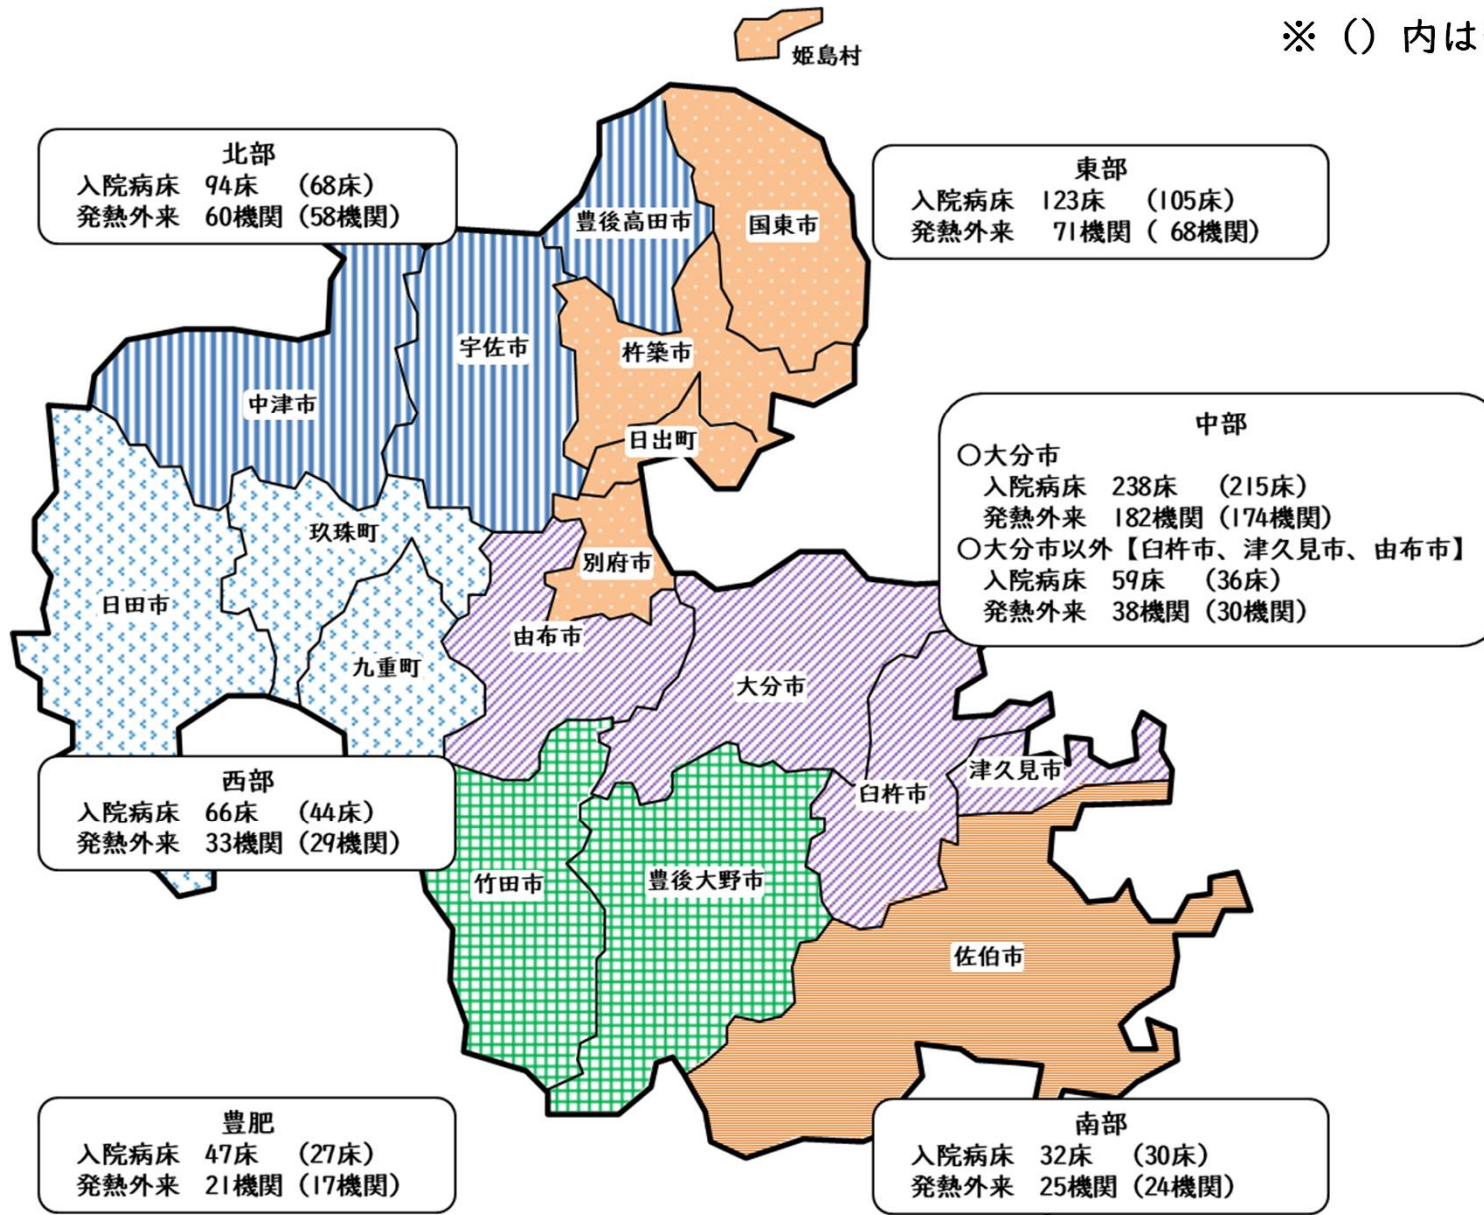 ※（）内は
姫島村
北部
入院病床 94床 （68床）
発熱外来 60機関（58機関）
東部
入院病床 123床 （105床）
発熱外来 71機関（ 68機関）
豊後高田市
国東市
宇佐市
杵築市
中津市
日出町
中部
○大分市
入院病床 238床 （215床）
発熱外来 182機関（174機関）
○大分市以外【臼杵市、津久見市、由布市】
入院病床 59床 （36床）
発熱外来 38機関（30機関）
玖珠町
別府市
日田市
由布市
九重町
大分市
津久見市
臼杵市
西部
入院病床 66床 （44床）
発熱外来 33機関（29機関）
竹田市
豊後大野市
佐伯市
豊肥
入院病床 47床 （27床）
発熱外来 21機関（17機関）
南部
入院病床 32床 （30床）
発熱外来 25機関（24機関）